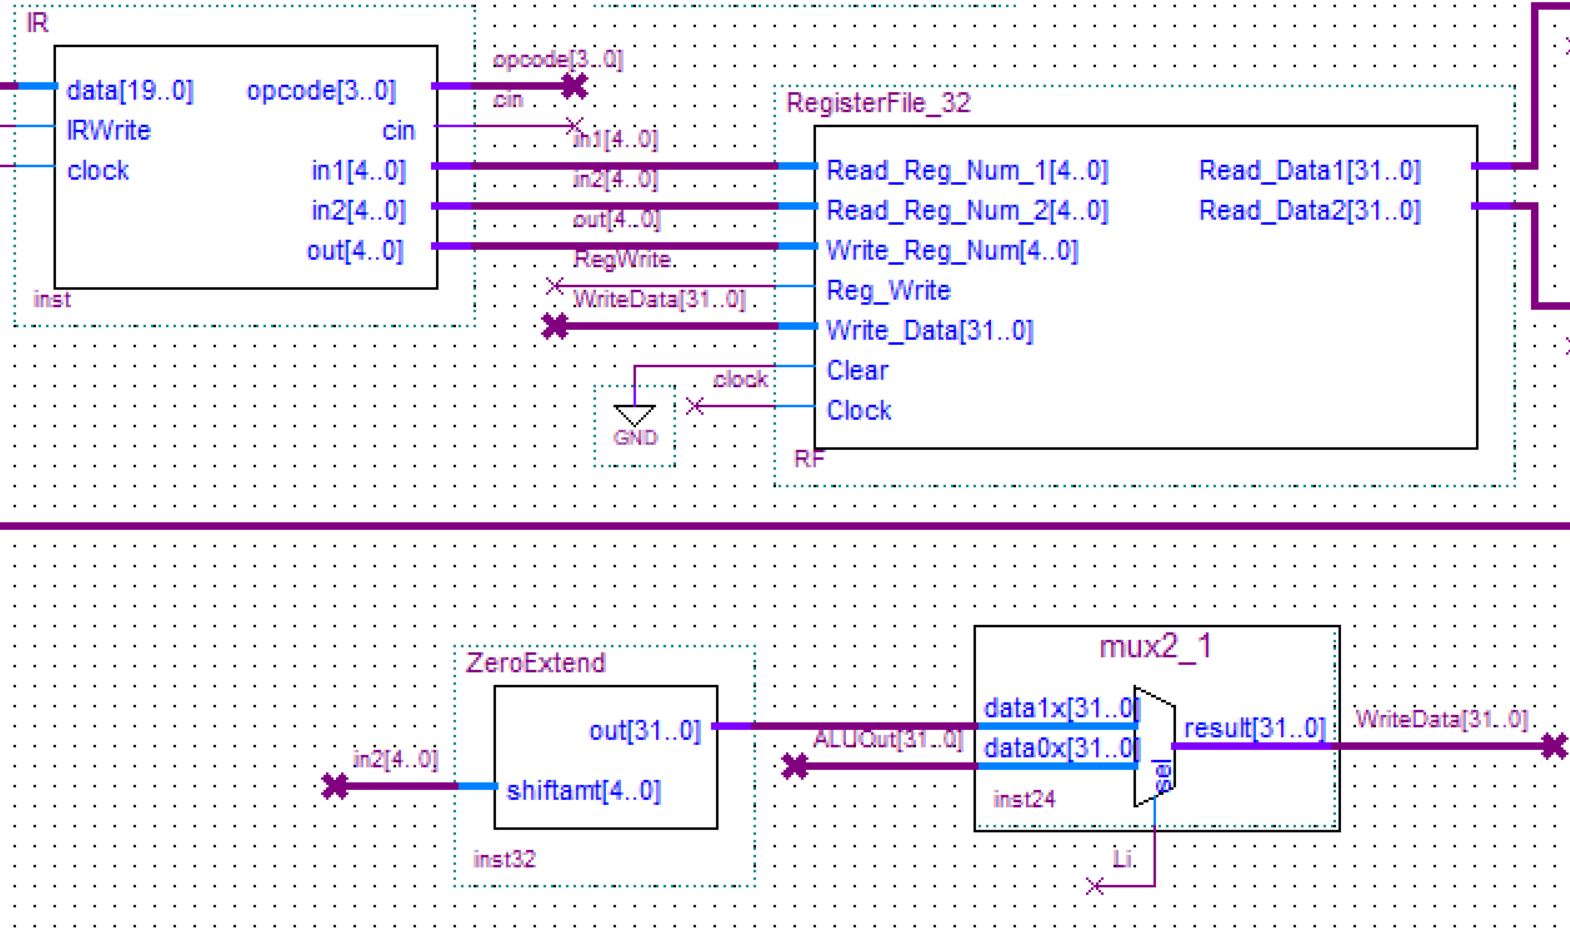 IR
data[19..0]
IRWrite
clock
opcode[3..0]
cin
in1[4..0]
in2[4..0]
out[4..0]
inst
opcode[3..0]
cin
in1[4..0]
in2[4..0]
out[4..0]
RegWrite
WriteData[31..0]
clock
GND
RegisterFile_32
Read_Reg_Num_1[4..0]
Read_Reg_Num_2[4..0]
Write_Reg_Num[4..0]
Reg_Write
Write_Data[31..0]
Clear
Clock
Read_Data1[31..0]
Read_Data2[31..0]
RF
in2[4..0]
ZeroExtend
out[31..0]
shiftamt[4..0]
inst32
ALUOut[31..0]
mux2_1
data1x[31..0]
data0x[31..0]
sel
result[31..0]
inst24
Li
WriteData[31..0]